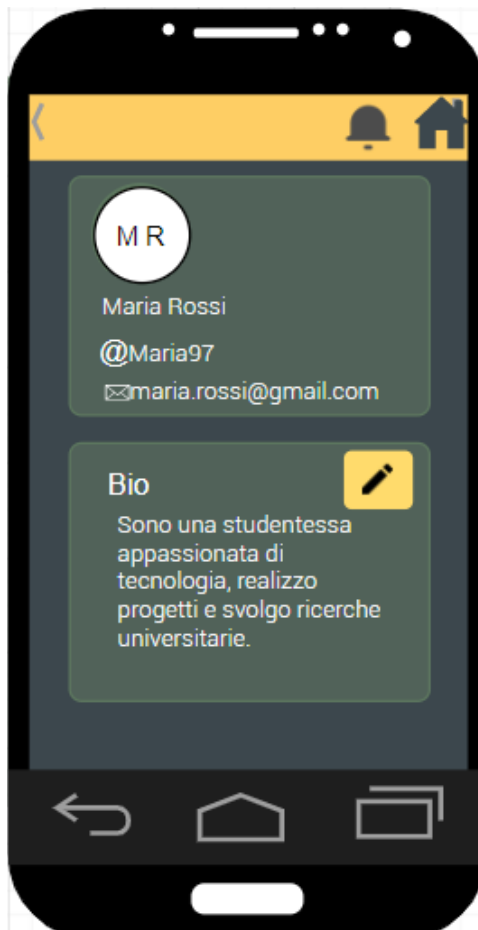 M R
Maria Rossi
@Maria97
maria.rossi@gmail.com
Bio
Sono una studentessa
appassionata di
tecnologia, realizzo
progetti e svolgo ricerche
universitarie.